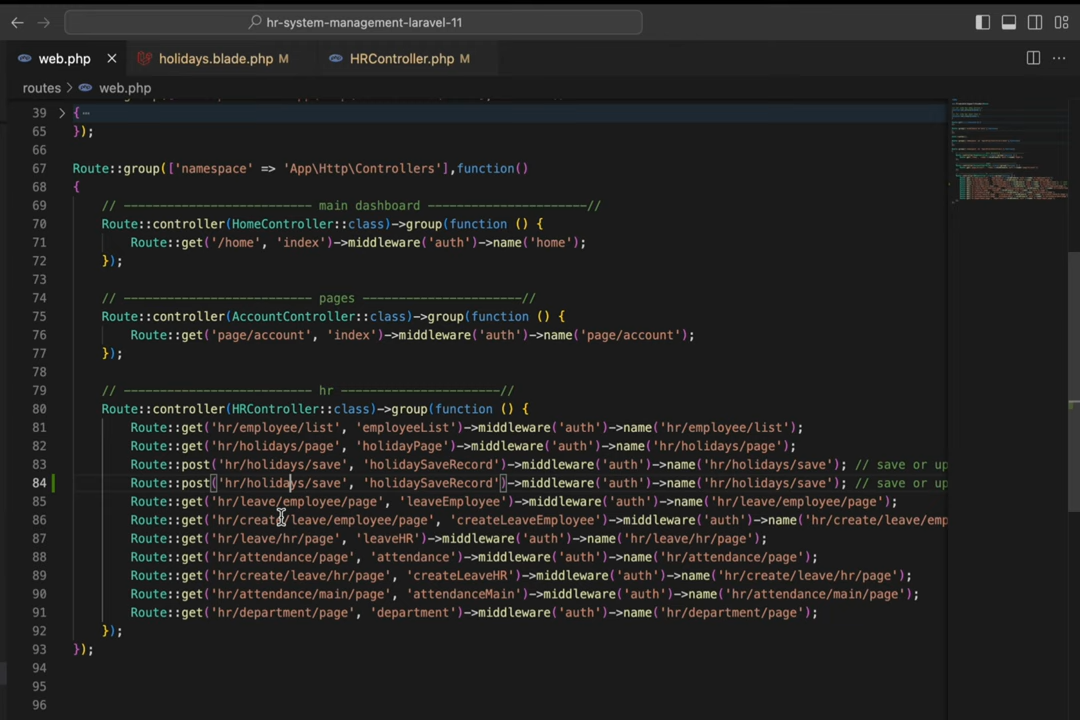 hr-system-management-laravel-11
web.php
holidays.blade.php M
HRController.php M
routes > web.php
39 {
65 });
66
67 Route::group(['namespace' => 'App\Http\Controllers'],function()
68 {
69 // -------------------------- main dashboard ----------------------//
70 Route::controller(HomeController::class)->group(function () {
71 Route::get('/home', 'index')->middleware('auth')->name('home');
72 });
73
74 // -------------------------- pages ----------------------//
75 Route::controller(AccountController::class)->group(function () {
76 Route::get('page/account', 'index')->middleware('auth')->name('page/account');
77 });
78
79 // -------------------------- hr ----------------------//
80 Route::controller(HRController::class)->group(function () {
81 Route::get('hr/employee/list', 'employeeList')->middleware('auth')->name('hr/employee/list');
82 Route::get('hr/holidays/page', 'holidayPage')->middleware('auth')->name('hr/holidays/page');
83 Route::post('hr/holidays/save', 'holidaySaveRecord')->middleware('auth')->name('hr/holidays/save'); // save or up
84 Route::post('hr/holidays/save', 'holidaySaveRecord')->middleware('auth')->name('hr/holidays/save'); // save or up
85 Route::get('hr/leave/employee/page', 'leaveEmployee')->middleware('auth')->name('hr/leave/employee/page');
86 Route::get('hr/create/leave/employee/page', 'createLeaveEmployee')->middleware('auth')->name('hr/create/leave/emp
87 Route::get('hr/leave/hr/page', 'leaveHR')->middleware('auth')->name('hr/leave/hr/page');
88 Route::get('hr/attendance/page', 'attendance')->middleware('auth')->name('hr/attendance/page');
89 Route::get('hr/create/leave/hr/page', 'createLeaveHR')->middleware('auth')->name('hr/create/leave/hr/page');
90 Route::get('hr/attendance/main/page', 'attendanceMain')->middleware('auth')->name('hr/attendance/main/page');
91 Route::get('hr/department/page', 'department')->middleware('auth')->name('hr/department/page');
92 });
93 });
94
95
96